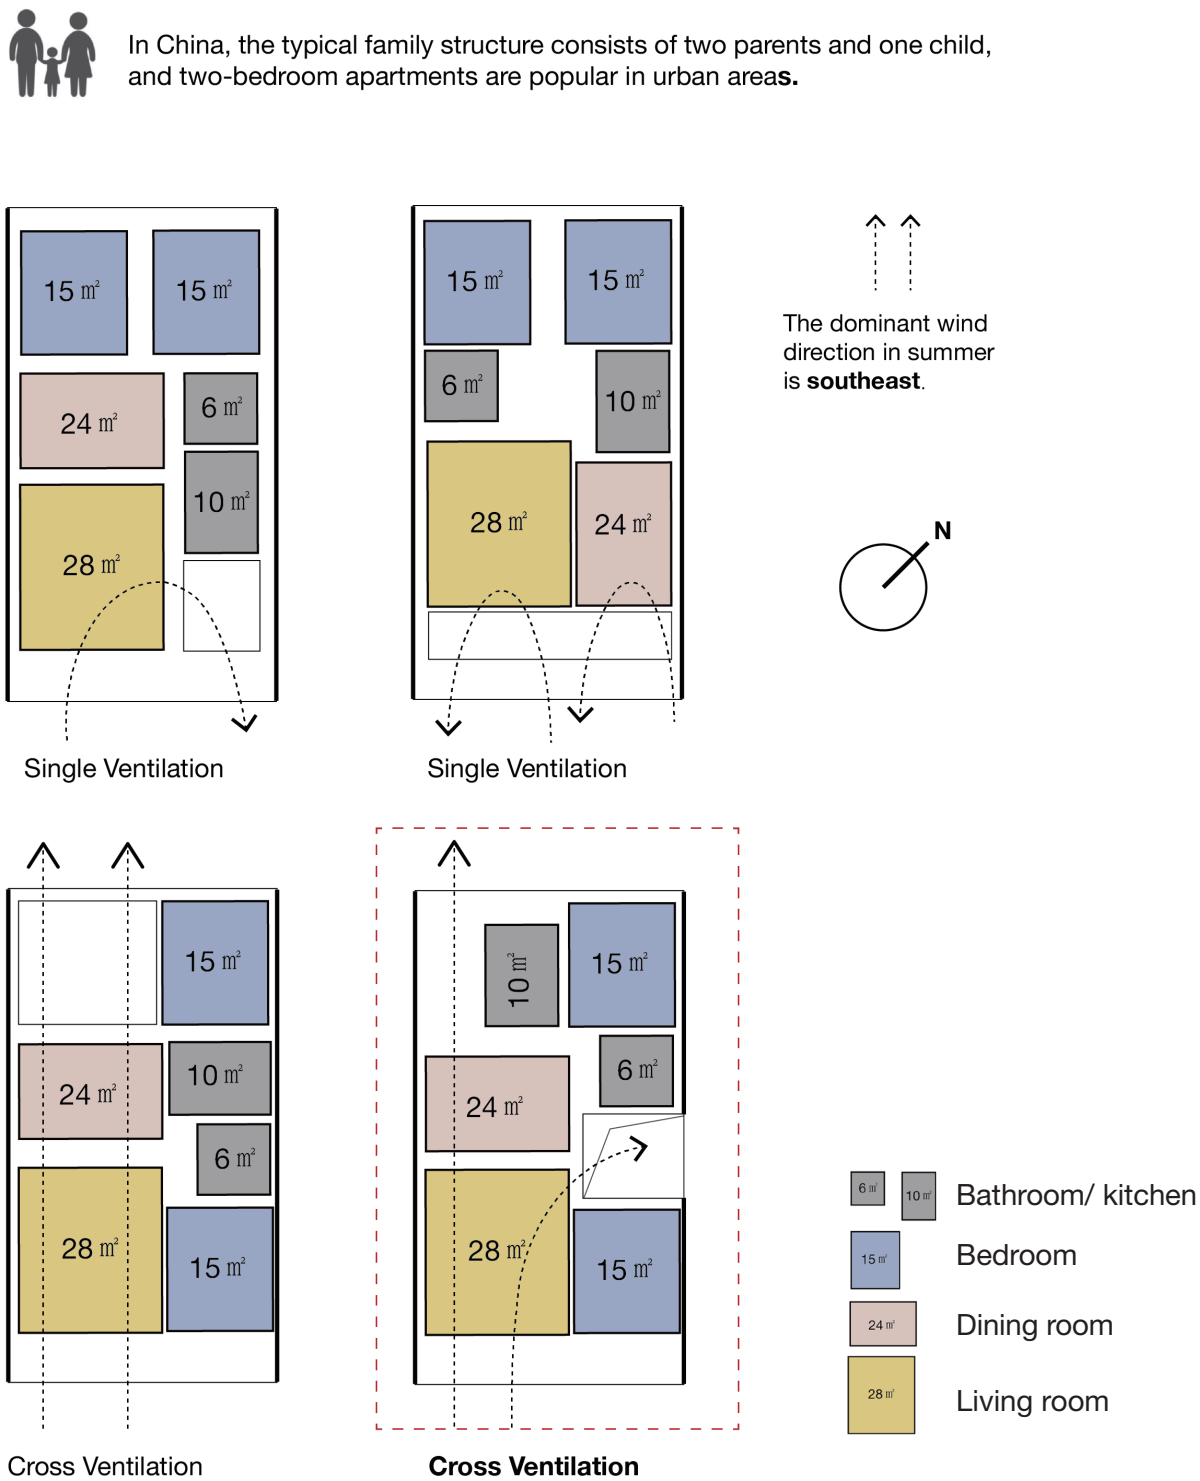 In China, the typical family structure consists of two parents and one child,
and two-bedroom apartments are popular in urban areas.
15 m²
15 m²
24 m²
6 m²
10 m²
28 m²
Single Ventilation
15 m²
15 m²
6 m²
10 m²
28 m²
24 m²
Single Ventilation
The dominant wind
direction in summer
is southeast.
N
15 m²
24 m²
10 m²
6 m²
28 m²
15 m²
Cross Ventilation
10 m²
15 m²
6 m²
24 m²
28 m²
15 m²
Cross Ventilation
6 m²
10 m²
Bathroom/ kitchen
15 m²
Bedroom
24 m²
Dining room
28 m²
Living room